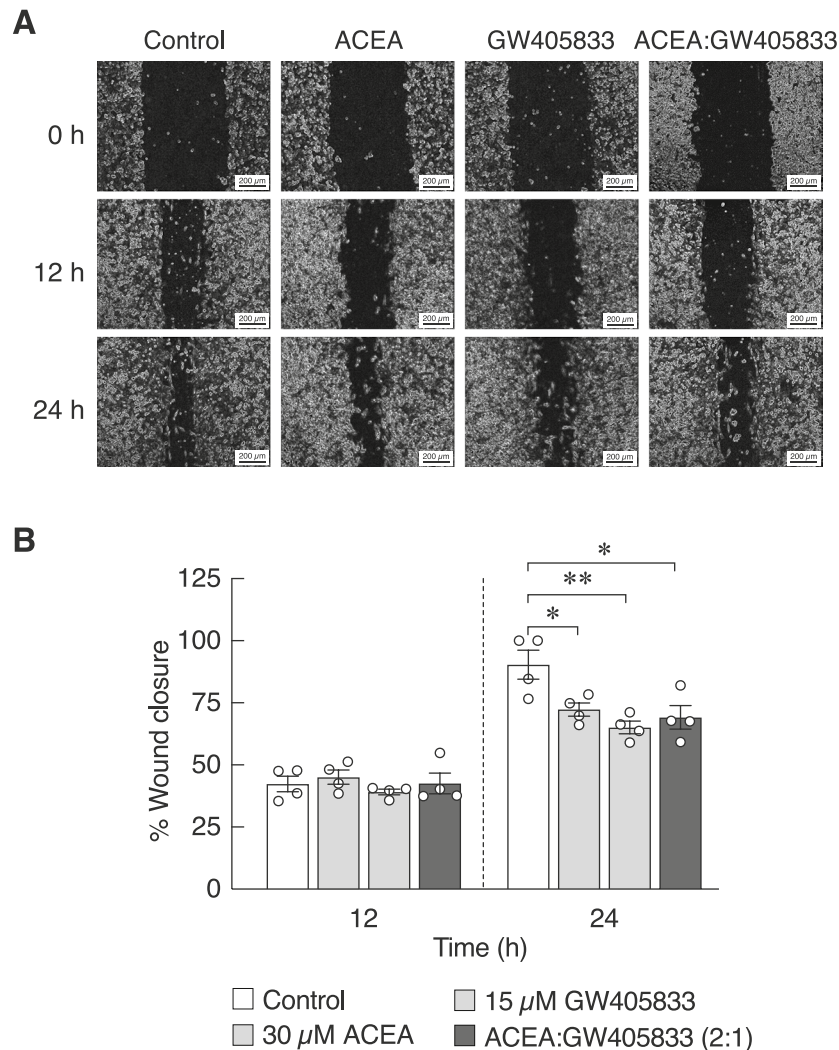 A
Control ACEA GW405833 ACEA:GW405833
0 h
200 µm 200 µm 200 µm 200 µm
12 h
200 µm 200 µm 200 µm 200 µm
24 h
200 µm 200 µm 200 µm 200 µm
B
*
**
*
% Wound closure
125
100
75
50
25
0
12 24
Time (h)
Control 15 µM GW405833
30 µM ACEA ACEA:GW405833 (2:1)